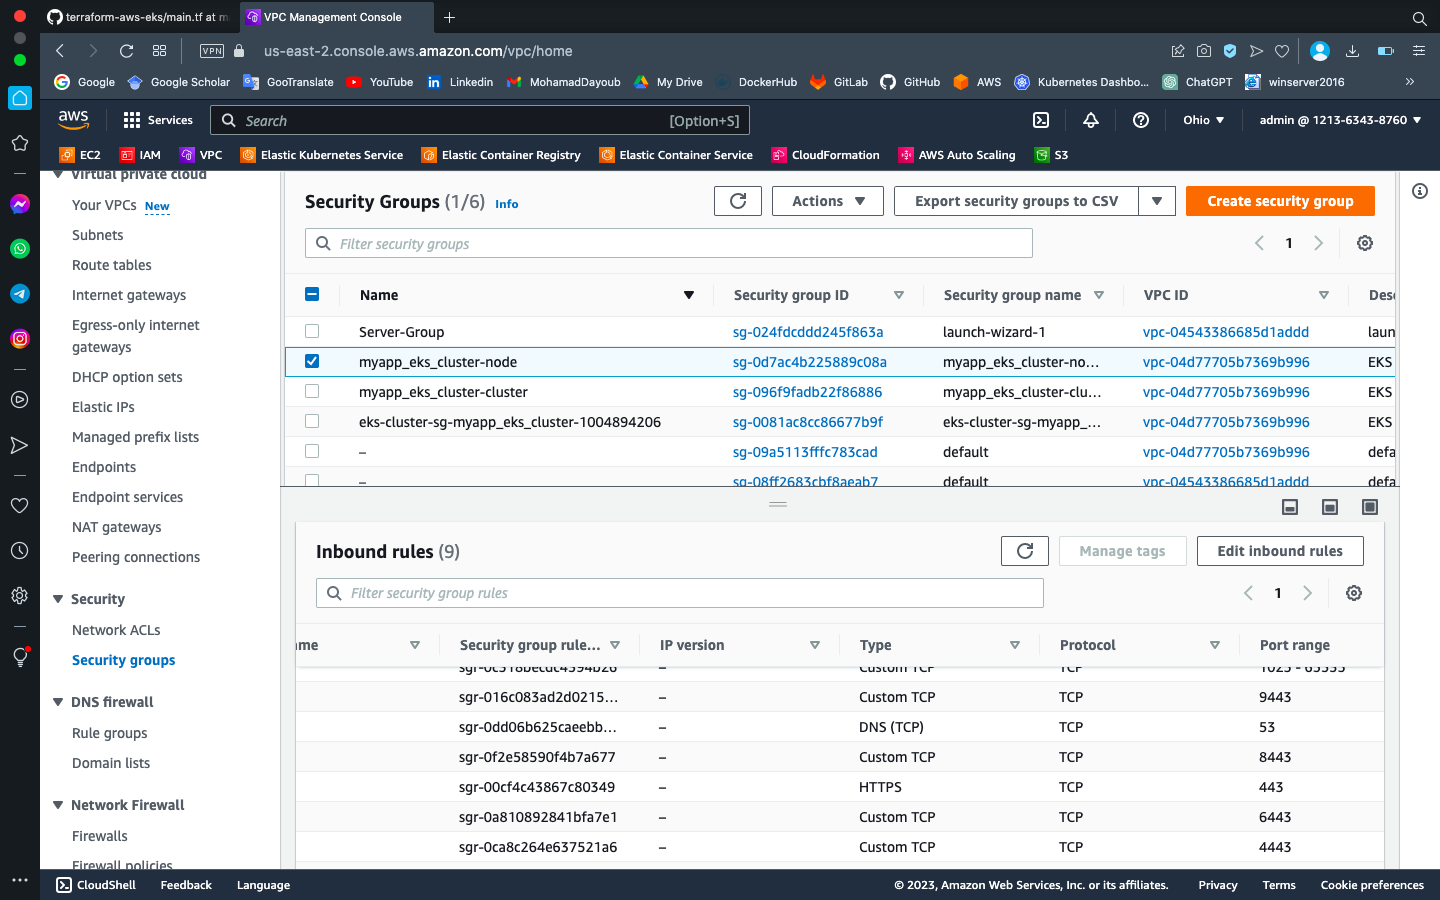 terraform-aws-eks/main.tf at m
VPC Management Console
VPN
us-east-2.console.aws.amazon.com/vpc/home
Google
Google Scholar
GooTranslate
YouTube
Linkedin
MohamadDayoub
My Drive
DockerHub
GitLab
GitHub
AWS
Kubernetes Dashbo...
ChatGPT
winserver2016
aws
Services
Search
[Option+S]
Ohio
admin @ 1213-6343-8760
EC2
IAM
VPC
Elastic Kubernetes Service
Elastic Container Registry
Elastic Container Service
CloudFormation
AWS Auto Scaling
S3
Virtual private cloud
Your VPCs New
Subnets
Route tables
Internet gateways
Egress-only internet
gateways
DHCP option sets
Elastic IPs
Managed prefix lists
Endpoints
Endpoint services
NAT gateways
Peering connections
Security
Network ACLs
Security groups
DNS firewall
Rule groups
Domain lists
Network Firewall
Firewalls
Firewall policies
Security Groups (1/6) Info
Actions
Export security groups to CSV
Create security group
Filter security groups
1
Name Security group ID Security group name VPC ID Des
Server-Group sg-024fdcddd245f863a launch-wizard-1 vpc-04543386685d1addd laun
myapp_eks_cluster-node sg-0d7ac4b225889c08a myapp_eks_cluster-no... vpc-04d77705b7369b996 EKS
myapp_eks_cluster-cluster sg-096f9fadb22f86886 myapp_eks_cluster-clu... vpc-04d77705b7369b996 EKS
eks-cluster-sg-myapp_eks_cluster-1004894206 sg-0081ac8cc86677b9f eks-cluster-sg-myapp_... vpc-04d77705b7369b996 EKS
– sg-09a5113fffc783cad default vpc-04d77705b7369b996 defa
– sg-08ff2683cbf8aeab7 default vpc-04543386685d1addd defa
Inbound rules (9)
Manage tags
Edit inbound rules
Filter security group rules
1
ame Security group rule... IP version Type Protocol Port range
sgr-0c318becdc4594b26 – Custom TCP TCP 1025 - 65535
sgr-016c083ad2d0215... – Custom TCP TCP 9443
sgr-0dd06b625caeebb... – DNS (TCP) TCP 53
sgr-0f2e58590f4b7a677 – Custom TCP TCP 8443
sgr-00cf4c43867c80349 – HTTPS TCP 443
sgr-0a810892841bfa7e1 – Custom TCP TCP 6443
sgr-0ca8c264e637521a6 – Custom TCP TCP 4443
CloudShell
Feedback
Language
© 2023, Amazon Web Services, Inc. or its affiliates.
Privacy
Terms
Cookie preferences